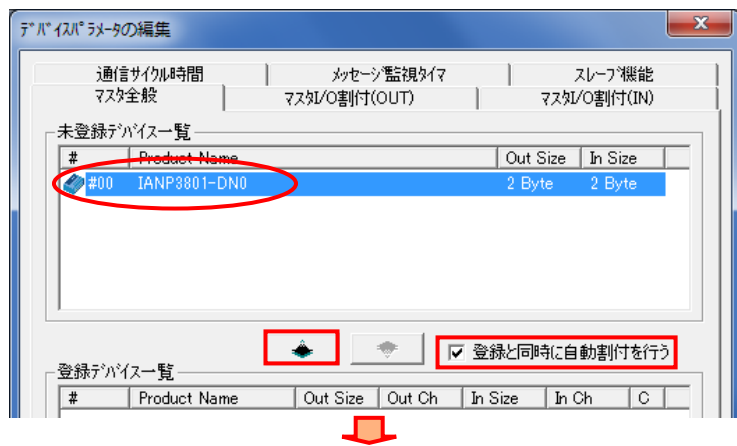 ﾃﾞﾊﾞｲｽﾊﾟﾗﾒｰﾀの編集
通信ｻｲｸﾙ時間 ﾒｯｾｰｼﾞ監視ﾀｲﾏ ｽﾚｰﾌﾞ機能
ﾏｽﾀ全般 ﾏｽﾀI/O割付(OUT) ﾏｽﾀI/O割付(IN)
未登録ﾃﾞﾊﾞｲｽ一覧
# Product Name Out Size In Size
#00 IANP3801-DN0 2 Byte 2 Byte
登録と同時に自動割付を行う
登録ﾃﾞﾊﾞｲｽ一覧
# Product Name Out Size Out Ch In Size In Ch C